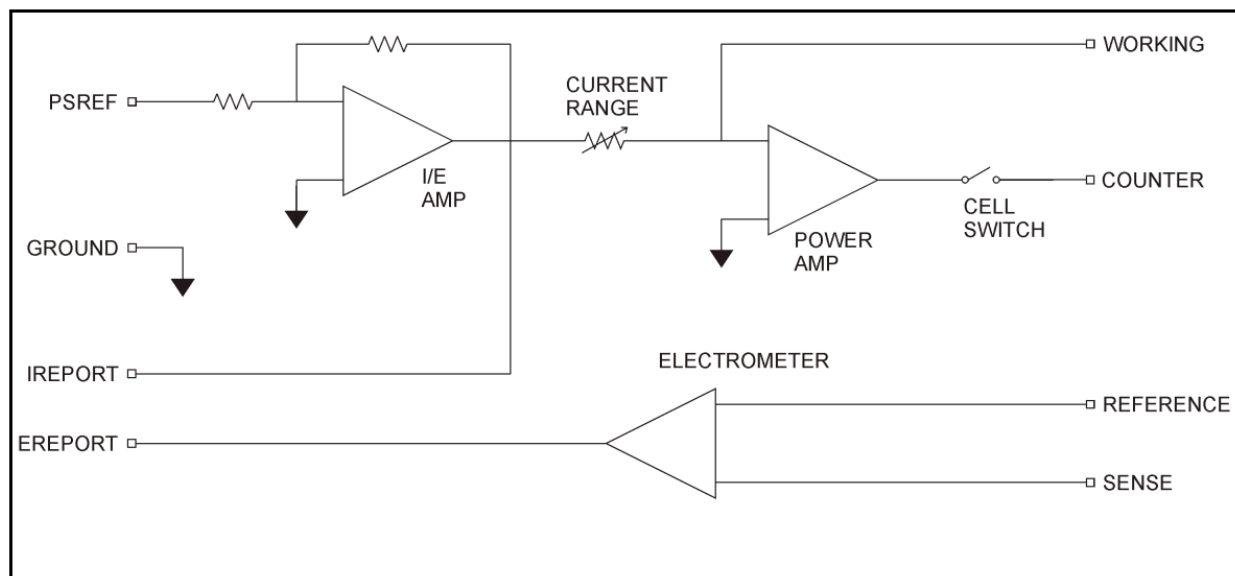 WORKING
CURRENT
RANGE
PSREF
I/E
AMP
COUNTER
CELL
SWITCH
POWER
AMP
GROUND
ELECTROMETER
IREPORT
REFERENCE
EREPORT
SENSE